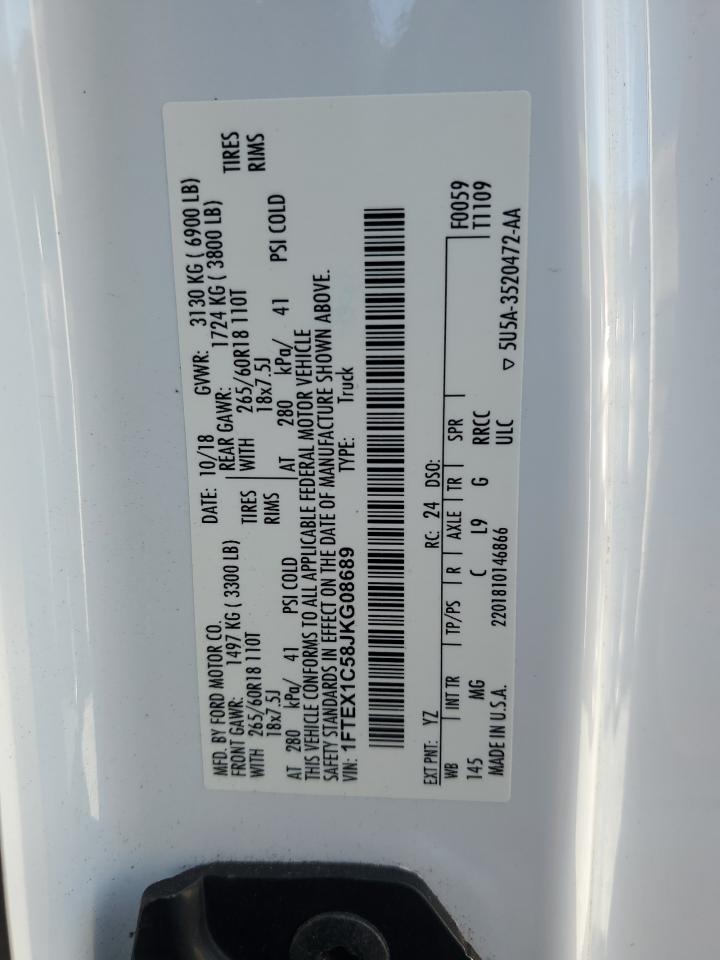 MFD. BY FORD MOTOR CO.
DATE: 10/18 GVWR: 3130 KG ( 6900 LB)
FRONT GAWR: 1497 KG ( 3300 LB) REAR GAWR: 1724 KG ( 3800 LB)
WITH 265/60R18 110T TIRES WITH 265/60R18 110T TIRES
18x7.5J RIMS 18x7.5J RIMS
AT 280 kPa/ 41 PSI COLD AT 280 kPa/ 41 PSI COLD
THIS VEHICLE CONFORMS TO ALL APPLICABLE FEDERAL MOTOR VEHICLE
SAFETY STANDARDS IN EFFECT ON THE DATE OF MANUFACTURE SHOWN ABOVE.
VIN: 1FTEX1C58JKG08689 TYPE: Truck
EXT PNT: YZ RC: 24 DSO:
WB INT TR TP/PS R AXLE TR SPR F0059
145 MG C L9 G RRCC T1109
MADE IN U.S.A. 2201810146866 ULC
▽ 5U5A-3520472-AA